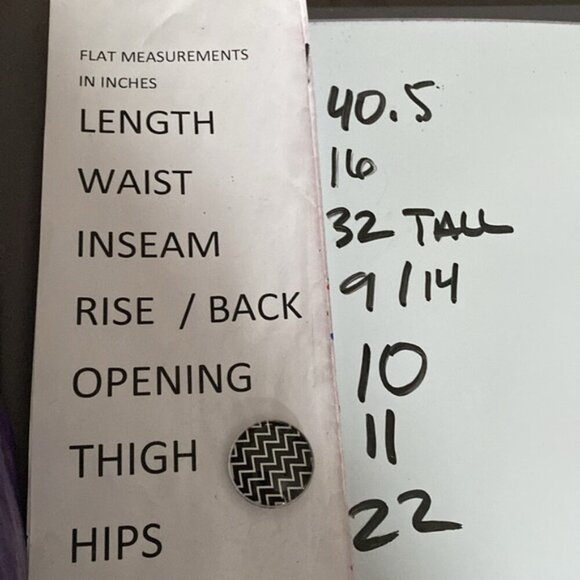 FLAT MEASUREMENTS
IN INCHES
LENGTH 40.5
WAIST 16
INSEAM 32 TALL
RISE / BACK 9/14
OPENING 10
THIGH 11
HIPS 22